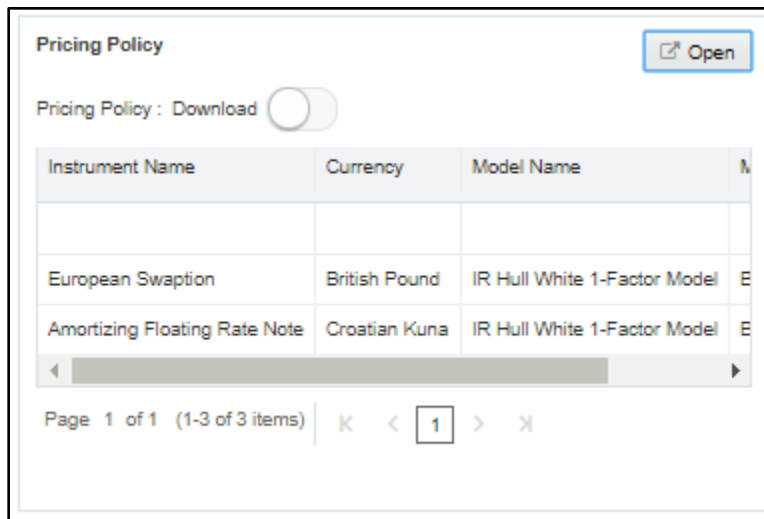 Pricing Policy
Open
Pricing Policy : Download
Instrument Name Currency Model Name
European Swaption British Pound IR Hull White 1-Factor Model
Amortizing Floating Rate Note Croatian Kuna IR Hull White 1-Factor Model
Page 1 of 1 (1-3 of 3 items) 1